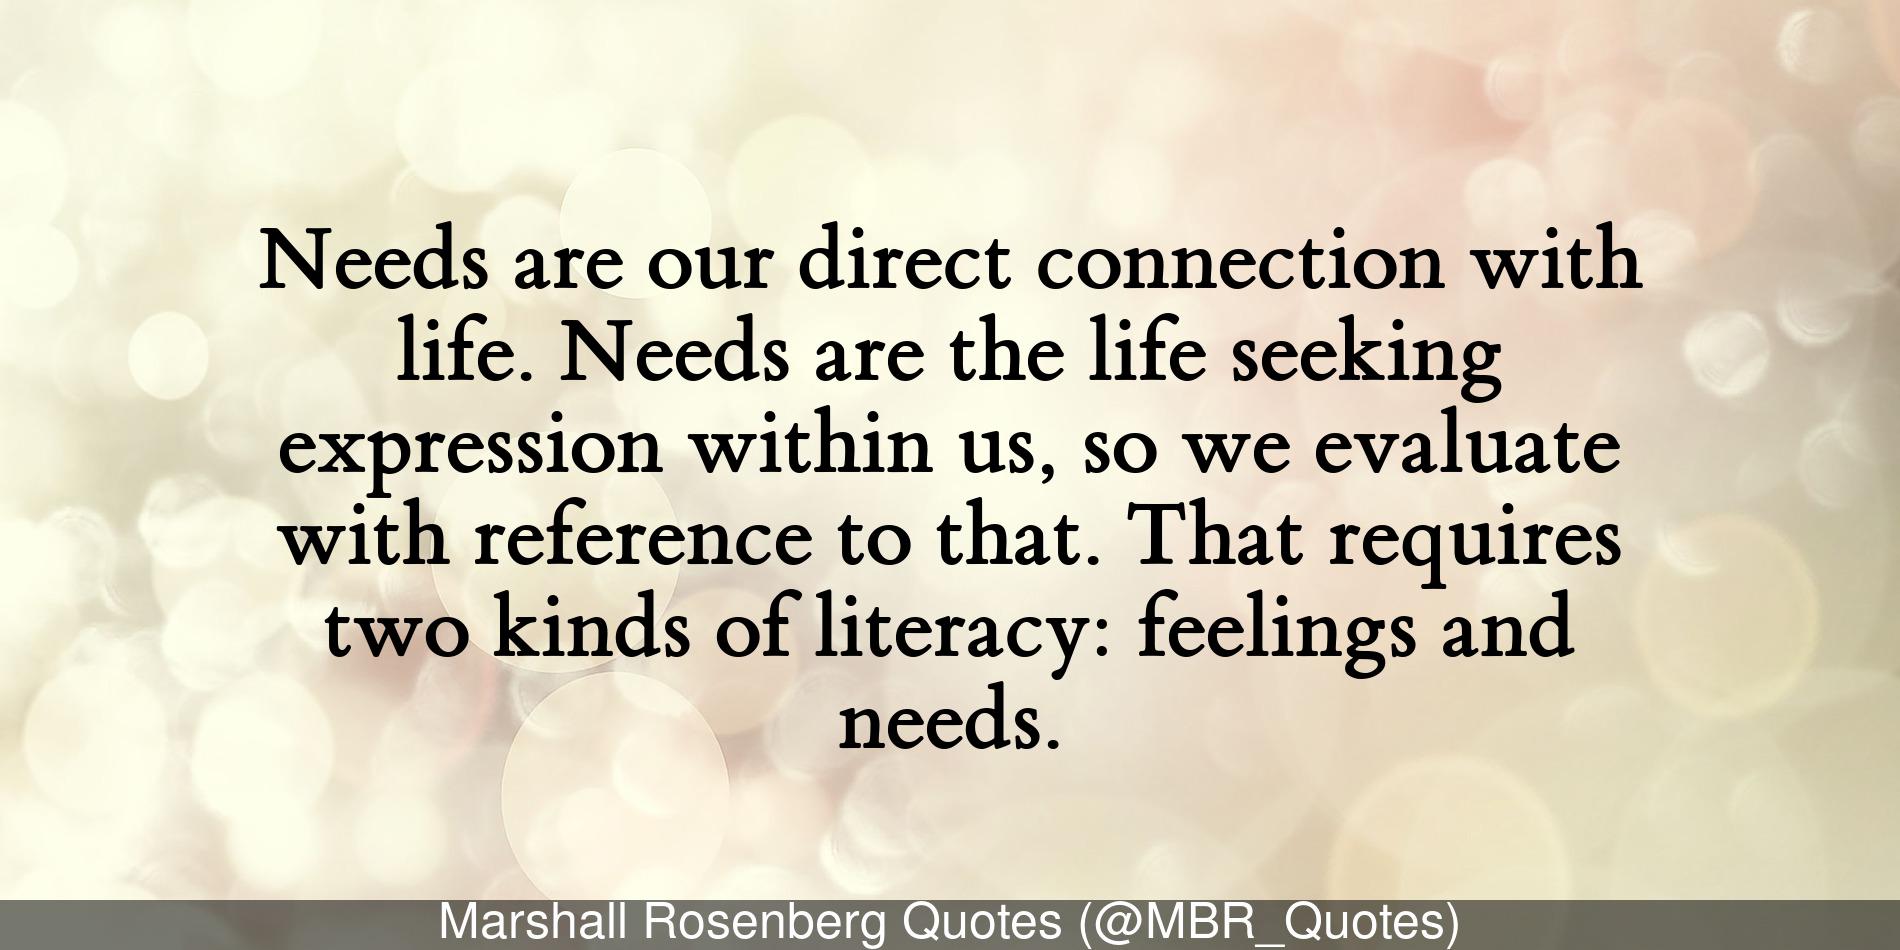 Needs are our direct connection with
life. Needs are the life seeking
expression within us, so we evaluate
with reference to that. That requires
two kinds of literacy: feelings and
needs.
Marshall Rosenberg Quotes (@MBR_Quotes)